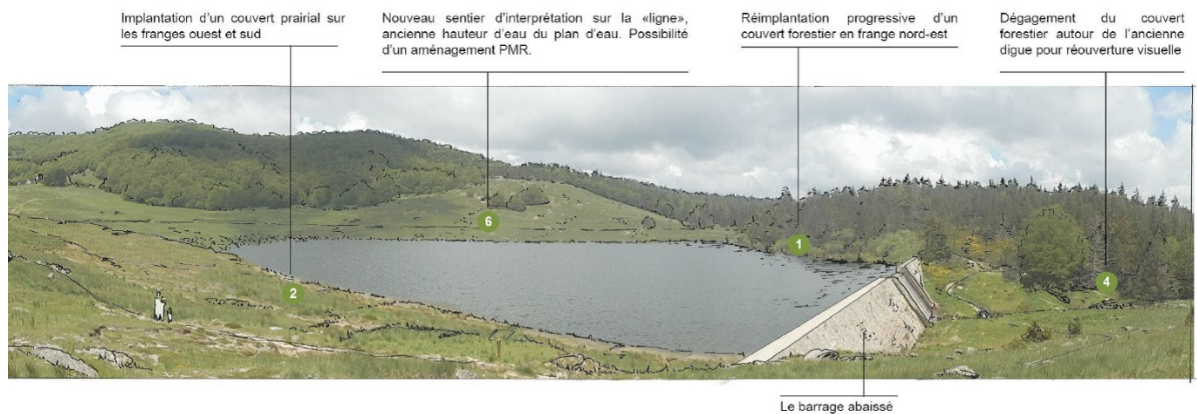 Implantation d'un couvert prairial sur
les franges ouest et sud
Nouveau sentier d'interprétation sur la «ligne»,
ancienne hauteur d'eau du plan d'eau. Possibilité
d'un aménagement PMR.
Réimplantation progressive d'un
couvert forestier en frange nord-est
Dégagement du couvert
forestier autour de l'ancienne
digue pour réouverture visuelle
6
1
2
4
Le barrage abaissé